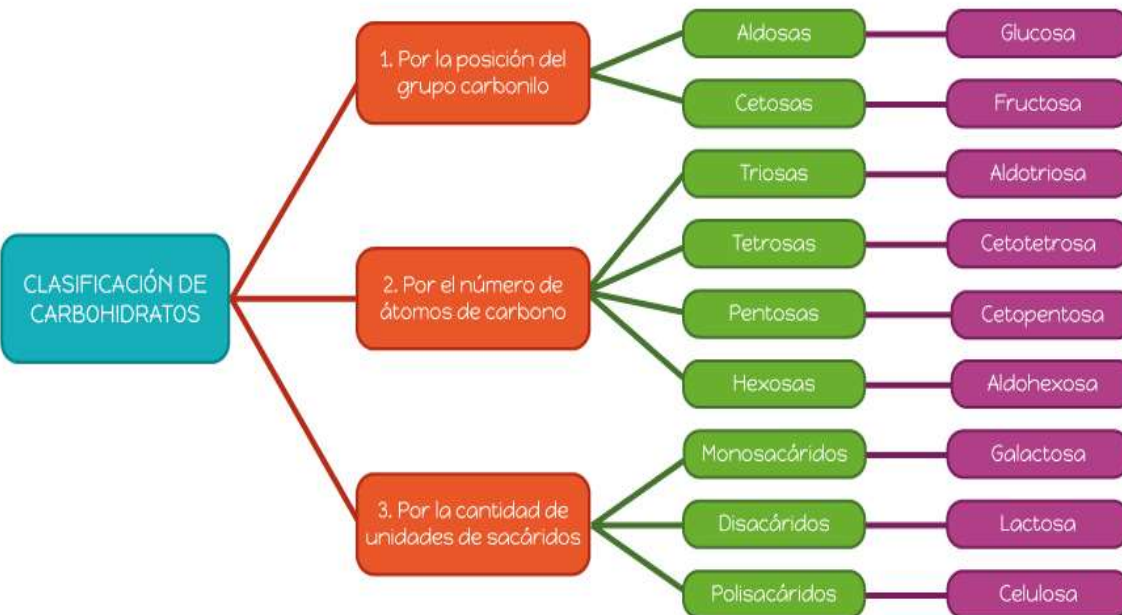 CLASIFICACIÓN DE
CARBOHIDRATOS
1. Por la posición del
grupo carbonilo
Aldosas
Glucosa
Cetosas
Fructosa
2. Por el número de
átomos de carbono
Triosas
Aldotriosa
Tetrosas
Cetotetrosa
Pentosas
Cetopentosa
Hexosas
Aldohexosa
3. Por la cantidad de
unidades de sacáridos
Monosacáridos
Galactosa
Disacáridos
Lactosa
Polisacáridos
Celulosa